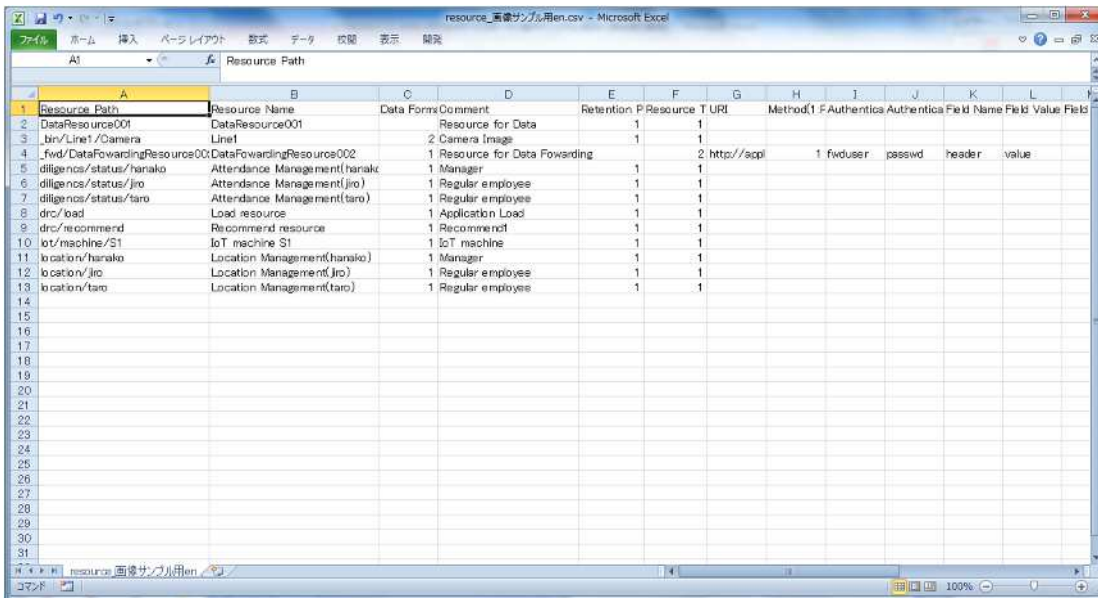 resource_画像サンプル用en.csv - Microsoft Excel
ファイル ホーム 挿入 ページレイアウト 数式 データ 校閲 表示 開発
A1 fx Resource Path
A B C D E F G H I J K L
1 Resource Path Resource Name Data Forma Comment Retention P Resource T URI Method(1 F Authentica Authentica Field Name Field Value Field
2 DataResource001 DataResource001 Resource for Data 1 1
3 _bin/Line1/Camera Line1 2 Camera Image 1 1
4 _fwd/DataFowardingResource00 DataFowardingResource002 1 Resource for Data Fowarding 2 http://appl 1 fwduser passwd header value
5 diligence/status/hanako Attendance Management(hanako 1 Manager 1 1
6 diligence/status/jiro Attendance Management(jiro) 1 Regular employee 1 1
7 diligence/status/taro Attendance Management(taro) 1 Regular employee 1 1
8 drc/load Load resource 1 Application Load 1 1
9 drc/recommend Recommend resource 1 Recommend1 1 1
10 iot/machine/S1 IoT machine S1 1 IoT machine 1 1
11 location/hanako Location Management(hanako) 1 Manager 1 1
12 location/jiro Location Management(jiro) 1 Regular employee 1 1
13 location/taro Location Management(taro) 1 Regular employee 1 1
14
15
16
17
18
19
20
21
22
23
24
25
26
27
28
29
30
31
resource_画像サンプル用en
コマンド 100%